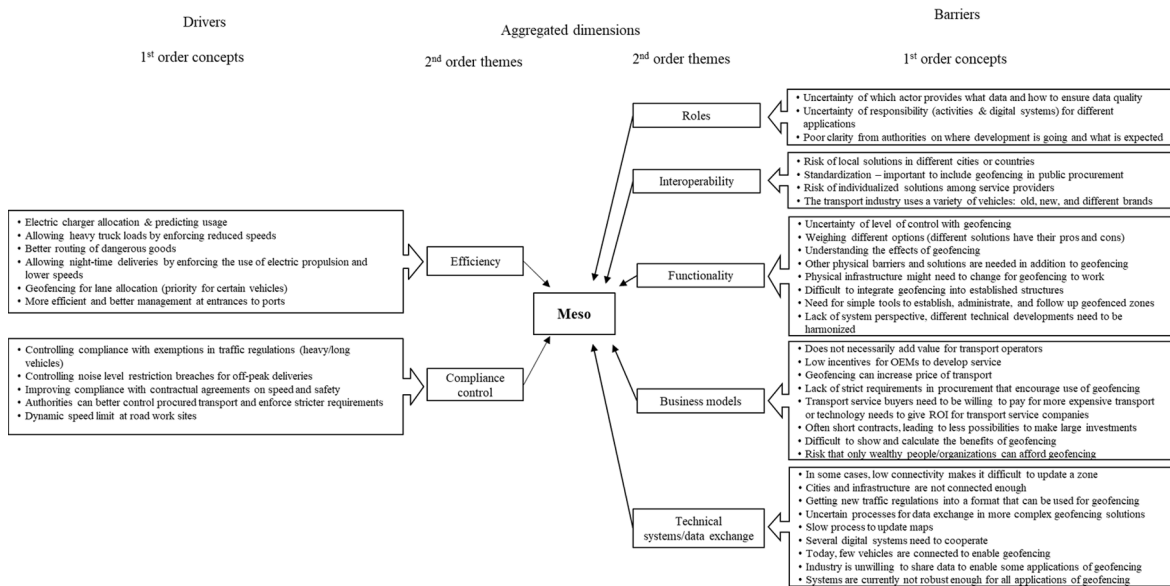 Drivers
Aggregated dimensions
Barriers
1st order concepts
2nd order themes
2nd order themes
1st order concepts
• Electric charger allocation & predicting usage
• Allowing heavy truck loads by enforcing reduced speeds
• Better routing of dangerous goods
• Allowing night-time deliveries by enforcing the use of electric propulsion and
lower speeds
• Geofencing for lane allocation (priority for certain vehicles)
• More efficient and better management at entrances to ports
Efficiency
• Controlling compliance with exemptions in traffic regulations (heavy/long
vehicles)
• Controlling noise level restriction breaches for off-peak deliveries
• Improving compliance with contractual agreements on speed and safety
• Authorities can better control procured transport and enforce stricter requirements
• Dynamic speed limit at road work sites
Compliance
control
Meso
Roles
• Uncertainty of which actor provides what data and how to ensure data quality
• Uncertainty of responsibility (activities & digital systems) for different
applications
• Poor clarity from authorities on where development is going and what is expected
Interoperability
• Risk of local solutions in different cities or countries
• Standardization – important to include geofencing in public procurement
• Risk of individualized solutions among service providers
• The transport industry uses a variety of vehicles: old, new, and different brands
Functionality
• Uncertainty of level of control with geofencing
• Weighing different options (different solutions have their pros and cons)
• Understanding the effects of geofencing
• Other physical barriers and solutions are needed in addition to geofencing
• Physical infrastructure might need to change for geofencing to work
• Difficult to integrate geofencing into established structures
• Need for simple tools to establish, administrate, and follow up geofenced zones
• Lack of system perspective, different technical developments need to be
harmonized
Business models
• Does not necessarily add value for transport operators
• Low incentives for OEMs to develop service
• Geofencing can increase price of transport
• Lack of strict requirements in procurement that encourage use of geofencing
• Transport service buyers need to be willing to pay for more expensive transport
or technology needs to give ROI for transport service companies
• Often short contracts, leading to less possibilities to make large investments
• Difficult to show and calculate the benefits of geofencing
• Risk that only wealthy people/organizations can afford geofencing
Technical
systems/data exchange
• In some cases, low connectivity makes it difficult to update a zone
• Cities and infrastructure are not connected enough
• Getting new traffic regulations into a format that can be used for geofencing
• Uncertain processes for data exchange in more complex geofencing solutions
• Slow process to update maps
• Several digital systems need to cooperate
• Today, few vehicles are connected to enable geofencing
• Industry is unwilling to share data to enable some applications of geofencing
• Systems are currently not robust enough for all applications of geofencing